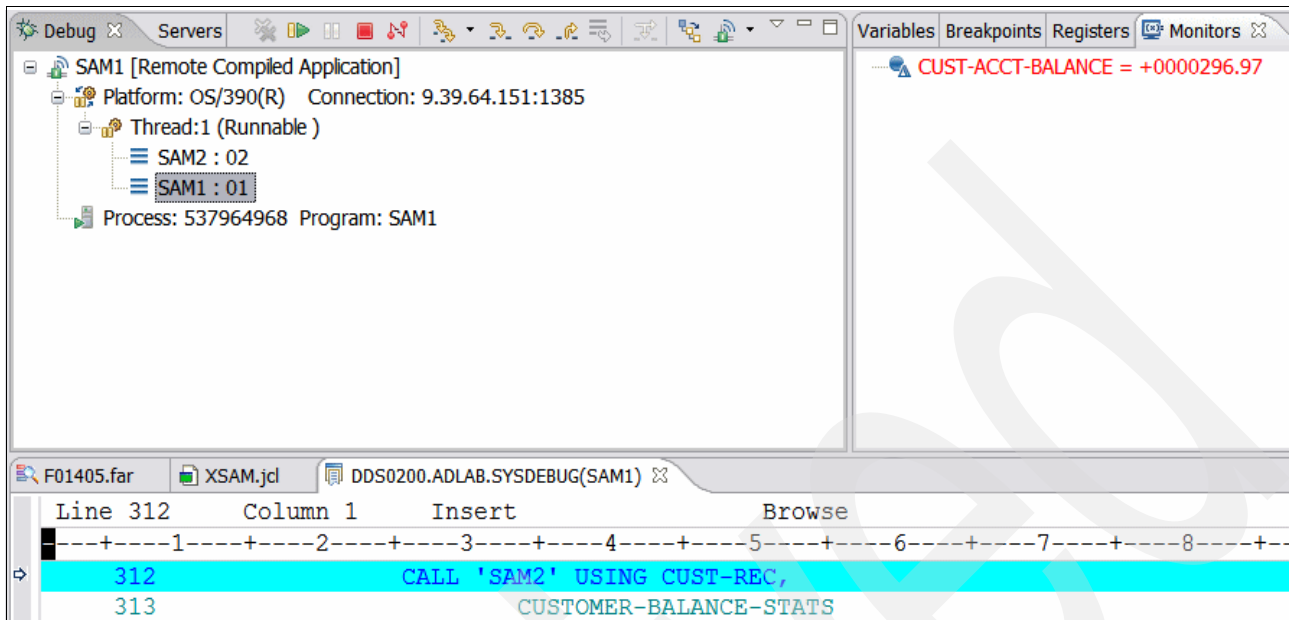 Debug Servers
Variables Breakpoints Registers Monitors
SAM1 [Remote Compiled Application]
Platform: OS/390(R) Connection: 9.39.64.151:1385
Thread:1 (Runnable )
SAM2 : 02
SAM1 : 01
Process: 537964968 Program: SAM1
CUST-ACCT-BALANCE = +0000296.97
F01405.far XSAM.jcl DDS0200.ADLAB.SYSDEBUG(SAM1)
Line 312 Column 1 Insert Browse
----+----1----+----2----+----3----+----4----+----5----+----6----+----7----+----8----+--
312 CALL 'SAM2' USING CUST-REC,
313 CUSTOMER-BALANCE-STATS